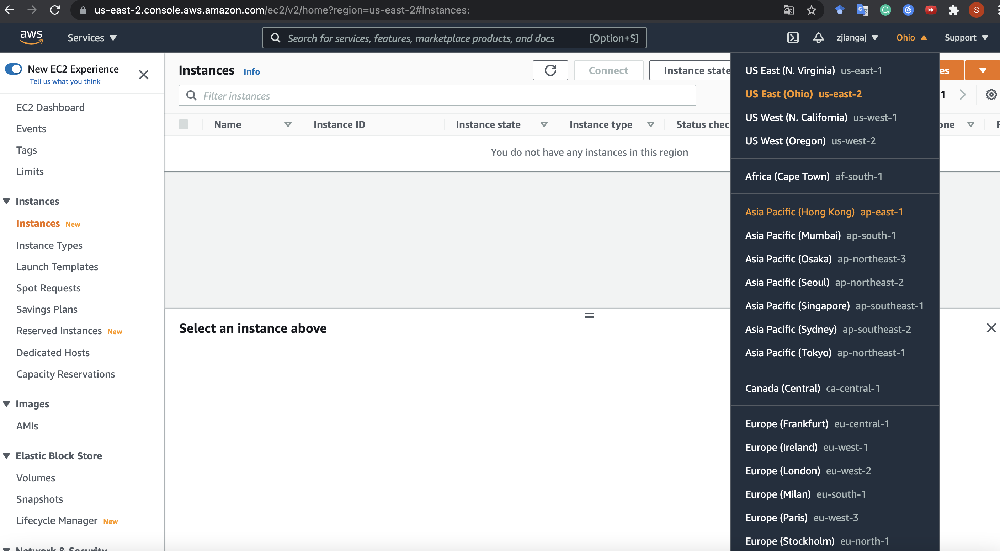 us-east-2.console.aws.amazon.com/ec2/v2/home?region=us-east-2#Instances:
S
aws
Services
Search for services, features, marketplace products, and docs [Option+S]
zjiangaj
Ohio
Support
New EC2 Experience
Tell us what you think
EC2 Dashboard
Events
Tags
Limits
Instances
Instances New
Instance Types
Launch Templates
Spot Requests
Savings Plans
Reserved Instances New
Dedicated Hosts
Capacity Reservations
Images
AMIs
Elastic Block Store
Volumes
Snapshots
Lifecycle Manager New
Network & Security
Instances Info
Connect
Instance state
es
Filter instances
1
Name
Instance ID
Instance state
Instance type
Status chec
one
You do not have any instances in this region
Select an instance above
US East (N. Virginia) us-east-1
US East (Ohio) us-east-2
US West (N. California) us-west-1
US West (Oregon) us-west-2
Africa (Cape Town) af-south-1
Asia Pacific (Hong Kong) ap-east-1
Asia Pacific (Mumbai) ap-south-1
Asia Pacific (Osaka) ap-northeast-3
Asia Pacific (Seoul) ap-northeast-2
Asia Pacific (Singapore) ap-southeast-1
Asia Pacific (Sydney) ap-southeast-2
Asia Pacific (Tokyo) ap-northeast-1
Canada (Central) ca-central-1
Europe (Frankfurt) eu-central-1
Europe (Ireland) eu-west-1
Europe (London) eu-west-2
Europe (Milan) eu-south-1
Europe (Paris) eu-west-3
Europe (Stockholm) eu-north-1